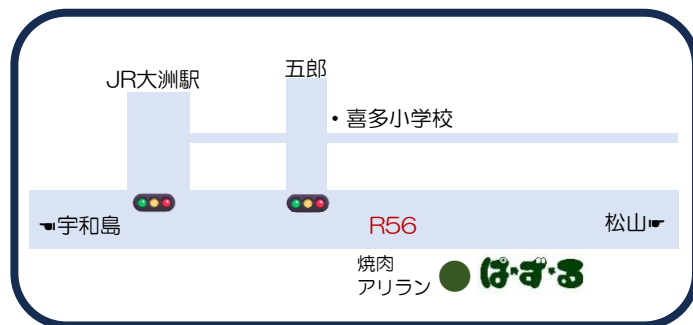 JR大洲駅
五郎
・喜多小学校
☚宇和島
R56
松山☛
焼肉
アリラン
ぱ・ず・る